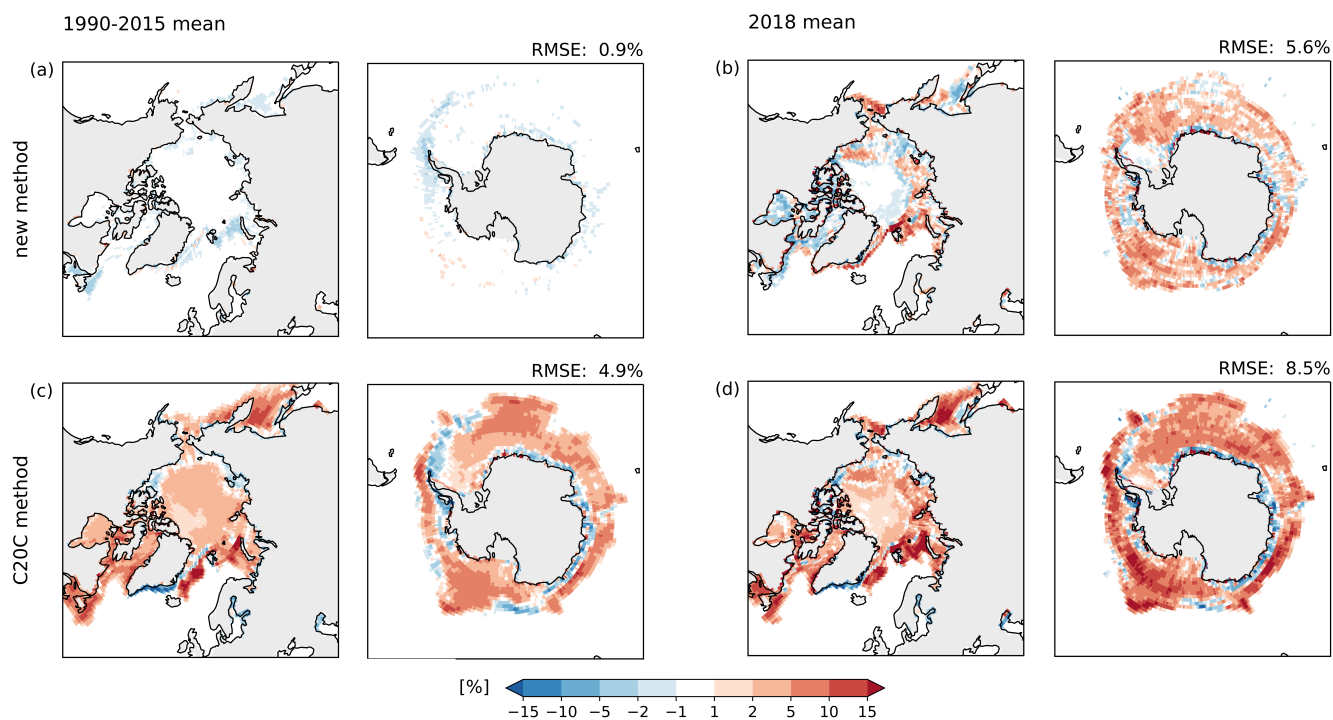 1990-2015 mean
2018 mean
RMSE: 0.9%
RMSE: 5.6%
(a)
(b)
new method
RMSE: 4.9%
RMSE: 8.5%
(c)
(d)
C20C method
[%]
−15 −10 −5 −2 −1 1 2 5 10 15